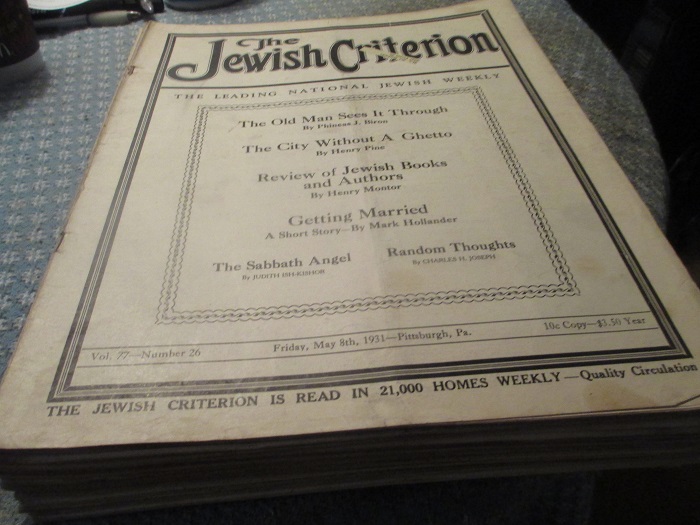 The
Jewish Criterion
THE LEADING NATIONAL JEWISH WEEKLY
The Old Man Sees It Through
By Phineas J. Biron
The City Without A Ghetto
By Henry Pine
Review of Jewish Books
and Authors
By Henry Montor
Getting Married
A Short Story—By Mark Hollander
The Sabbath Angel
By JUDITH ISH-KISHOR
Random Thoughts
By CHARLES H. JOSEPH
Vol. 77—Number 26
Friday, May 8th, 1931—Pittsburgh, Pa.
10c Copy—$3.50 Year
THE JEWISH CRITERION IS READ IN 21,000 HOMES WEEKLY—Quality Circulation